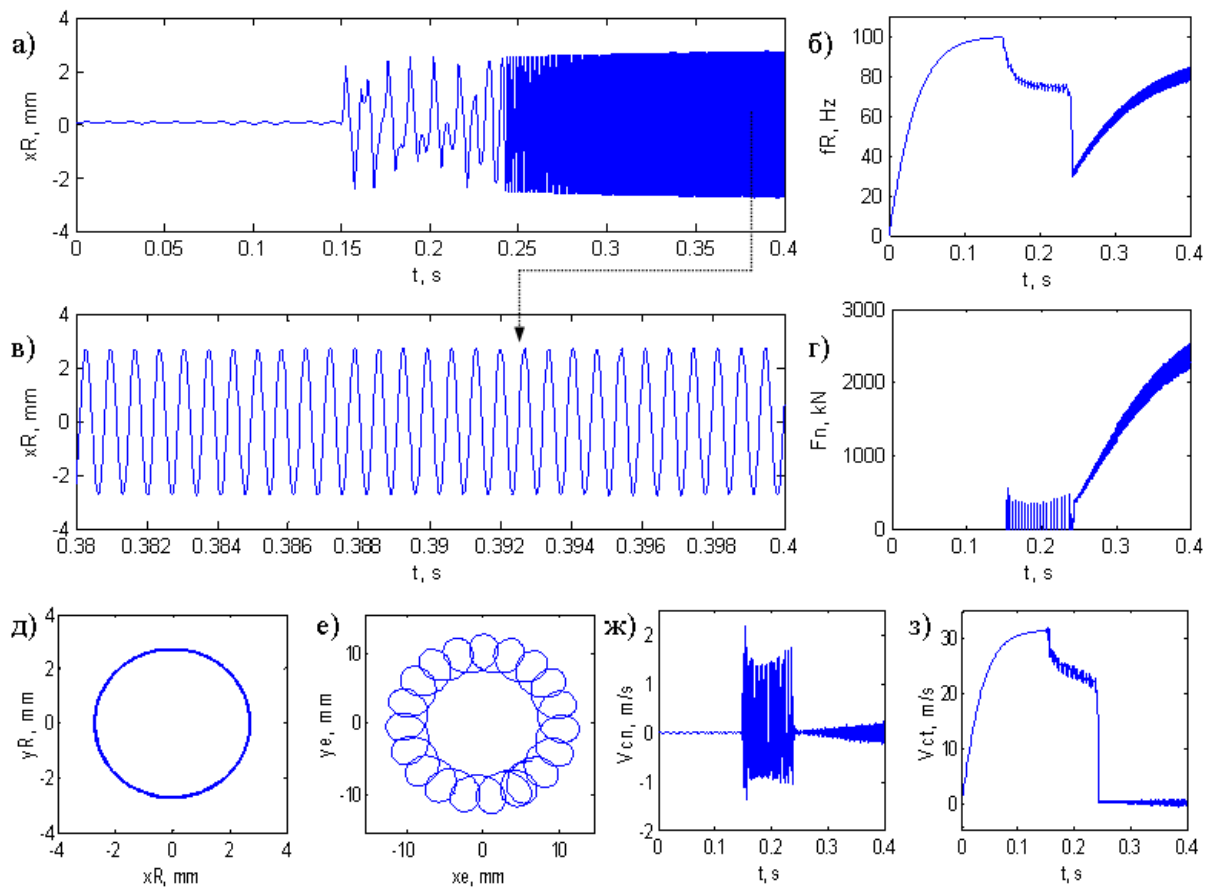 а)
4
2
0
-2
-4
xR, mm
0 0.05 0.1 0.15 0.2 0.25 0.3 0.35 0.4
t, s
б)
100
80
60
40
20
0
fR, Hz
0 0.1 0.2 0.3 0.4
t, s
в)
4
2
0
-2
-4
xR, mm
0.38 0.382 0.384 0.386 0.388 0.39 0.392 0.394 0.396 0.398 0.4
t, s
г)
3000
2000
1000
0
Fn, kN
0 0.1 0.2 0.3 0.4
t, s
д)
4
2
0
-2
-4
yR, mm
-4 -2 0 2 4
xR, mm
е)
10
0
-10
ye, mm
-10 0 10
xe, mm
ж)
2
1
0
-1
-2
Vcn, m/s
0 0.1 0.2 0.3 0.4
t, s
з)
30
20
10
0
Vct, m/s
0 0.1 0.2 0.3 0.4
t, s